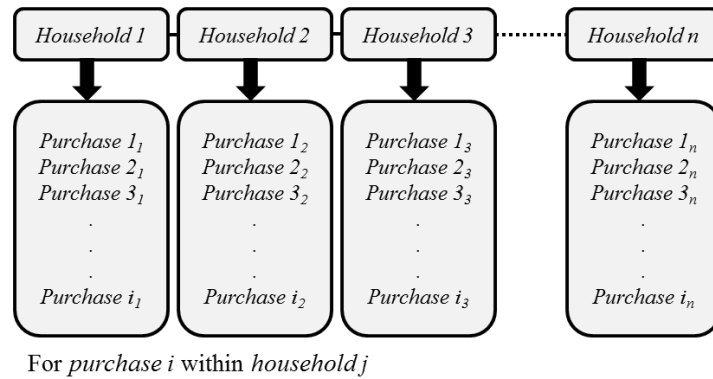 Household 1 Household 2 Household 3 Household n
Purchase 1₁ Purchase 1₂ Purchase 1₃ Purchase 1ₙ
Purchase 2₁ Purchase 2₂ Purchase 2₃ Purchase 2ₙ
Purchase 3₁ Purchase 3₂ Purchase 3₃ Purchase 3ₙ
. . . .
. . . .
. . . .
Purchase i₁ Purchase i₂ Purchase i₃ Purchase iₙ
For purchase i within household j